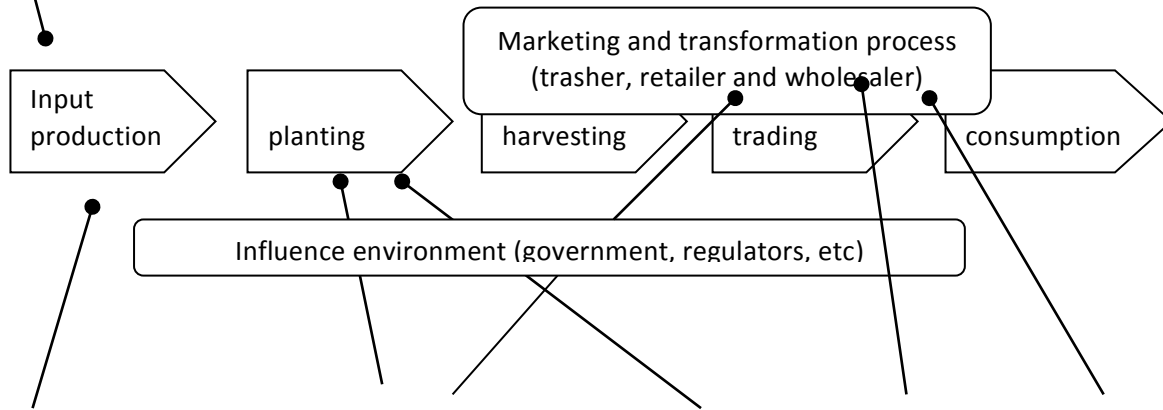 Marketing and transformation process
(trasher, retailer and wholesaler)
Input
production
planting
harvesting
trading
consumption
Influence environment (government, regulators, etc)